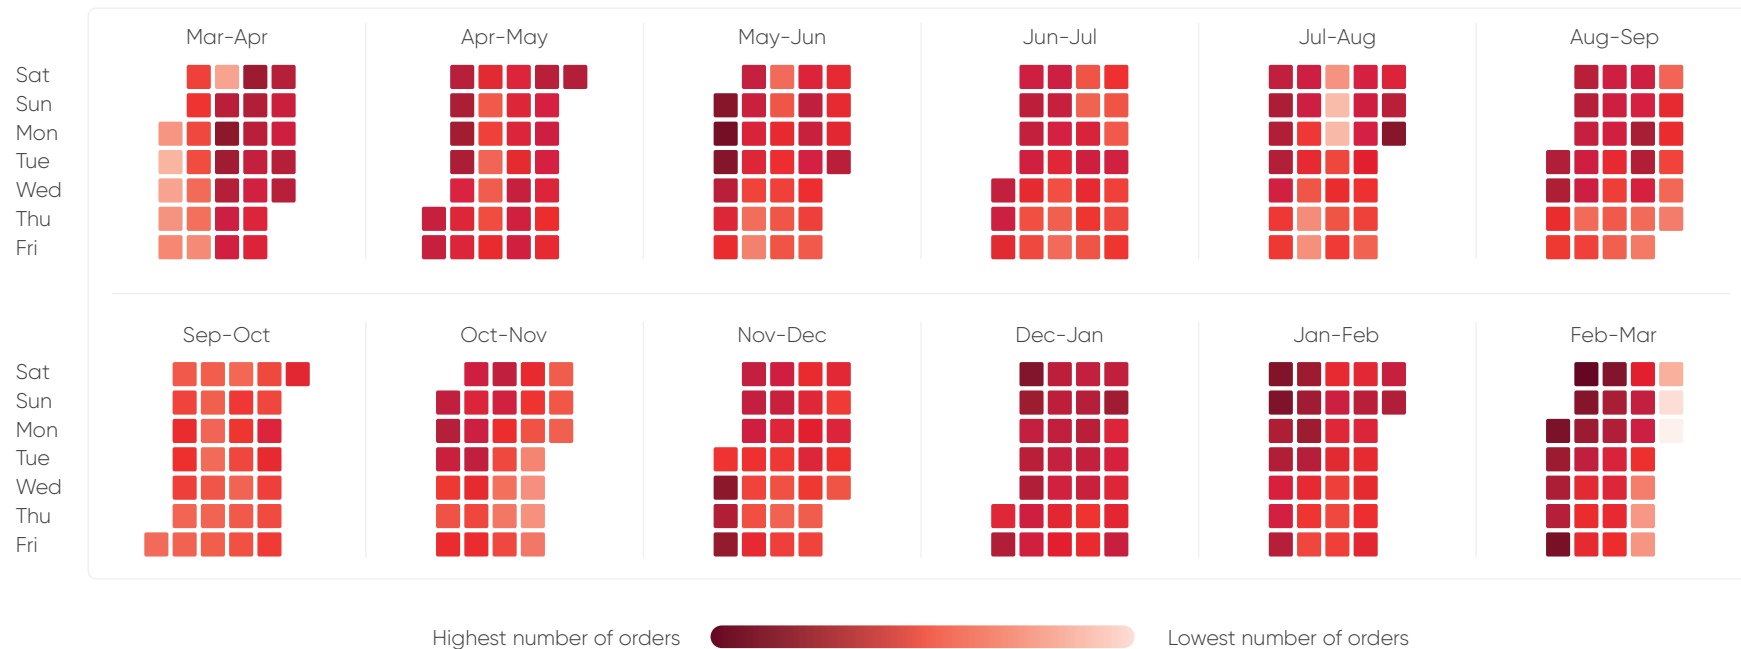 Mar-Apr Apr-May May-Jun Jun-Jul Jul-Aug Aug-Sep
Sat
Sun
Mon
Tue
Wed
Thu
Fri
Sep-Oct Oct-Nov Nov-Dec Dec-Jan Jan-Feb Feb-Mar
Sat
Sun
Mon
Tue
Wed
Thu
Fri
Highest number of orders Lowest number of orders